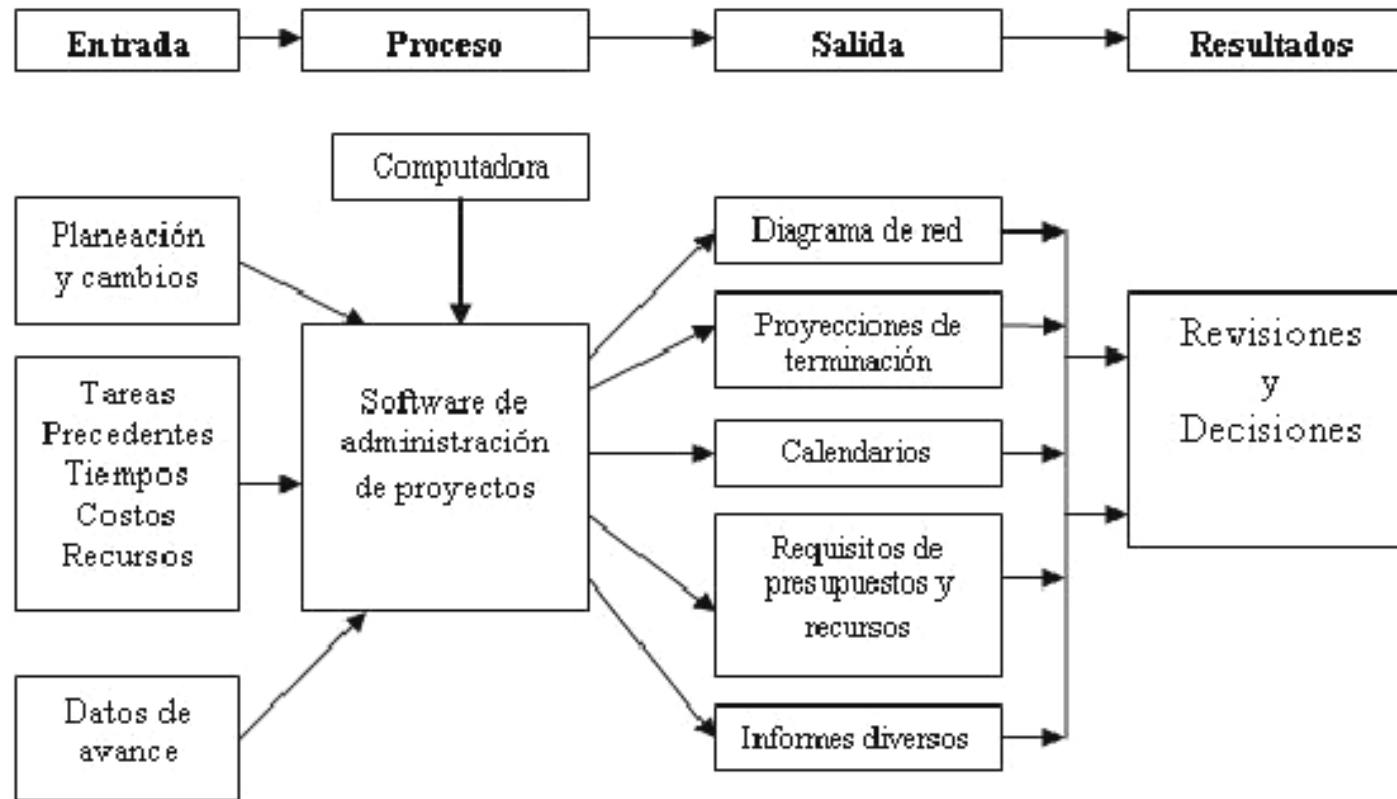 Entrada
Proceso
Salida
Resultados
Computadora
Planeación
y cambios
Tareas
Precedentes
Tiempos
Costos
Recursos
Datos de
avance
Software de
administración
de proyectos
Diagrama de red
Proyecciones de
terminación
Calendarios
Requisitos de
presupuestos y
recursos
Informes diversos
Revisiones
y
Decisiones